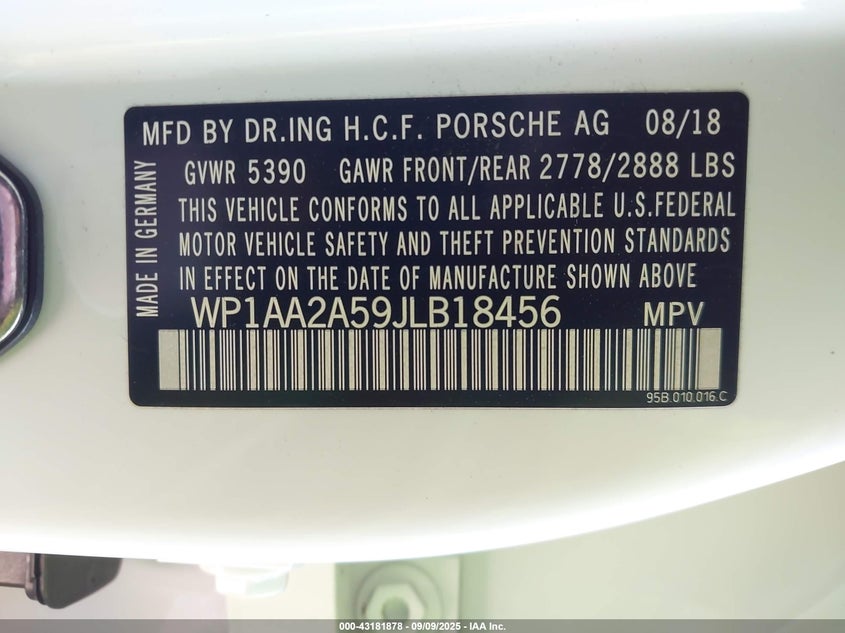 MFD BY DR.ING H.C.F. PORSCHE AG 08/18
GVWR 5390 GAWR FRONT/REAR 2778/2888 LBS
THIS VEHICLE CONFORMS TO ALL APPLICABLE U.S.FEDERAL
MOTOR VEHICLE SAFETY AND THEFT PREVENTION STANDARDS
IN EFFECT ON THE DATE OF MANUFACTURE SHOWN ABOVE.
WP1AA2A59JLB18456 MPV
95B.010.016.C
MADE IN GERMANY
000-43181878 - 09/09/2025 - IAA Inc.